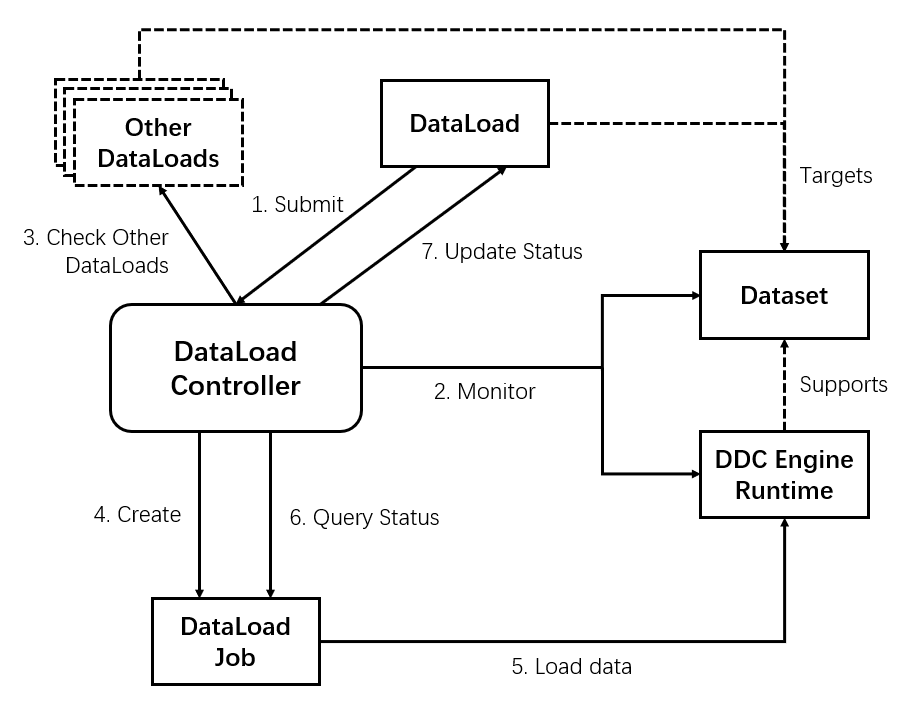 Other
DataLoads
DataLoad
Targets
1. Submit
3. Check Other
DataLoads
7. Update Status
Dataset
DataLoad
Controller
2. Monitor
Supports
DDC Engine
Runtime
4. Create
6. Query Status
DataLoad
Job
5. Load data